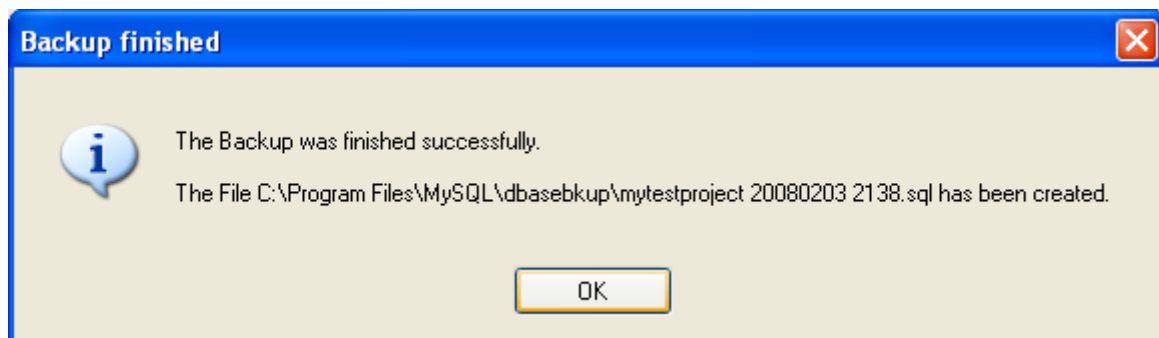 Backup finished
The Backup was finished successfully.
The File C:\Program Files\MySQL\dbasebkup\mytestproject 20080203 2138.sql has been created.
OK